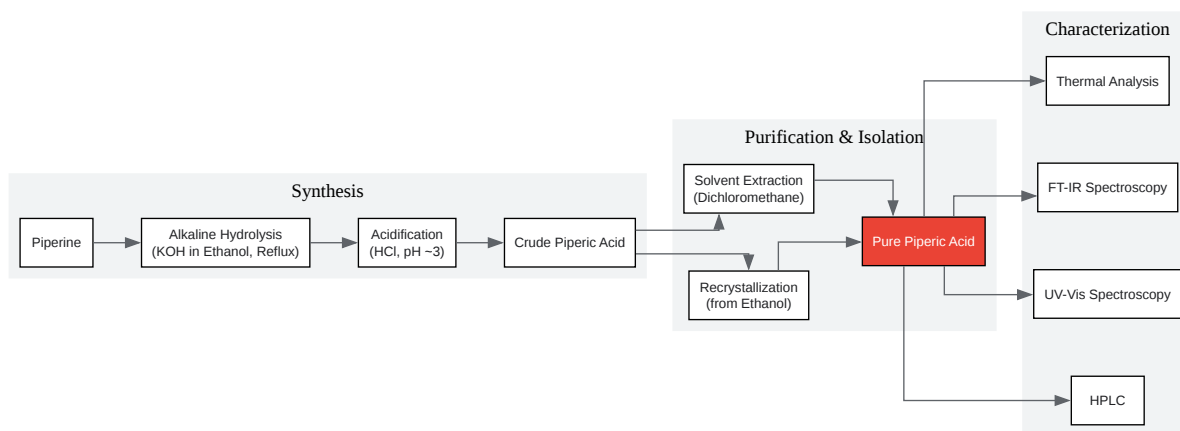 Synthesis
Piperine
Alkaline Hydrolysis
(KOH in Ethanol, Reflux)
Acidification
(HCl, pH ~3)
Crude Piperic Acid
Purification & Isolation
Solvent Extraction
(Dichloromethane)
Recrystallization
(from Ethanol)
Pure Piperic Acid
Characterization
Thermal Analysis
FT-IR Spectroscopy
UV-Vis Spectroscopy
HPLC